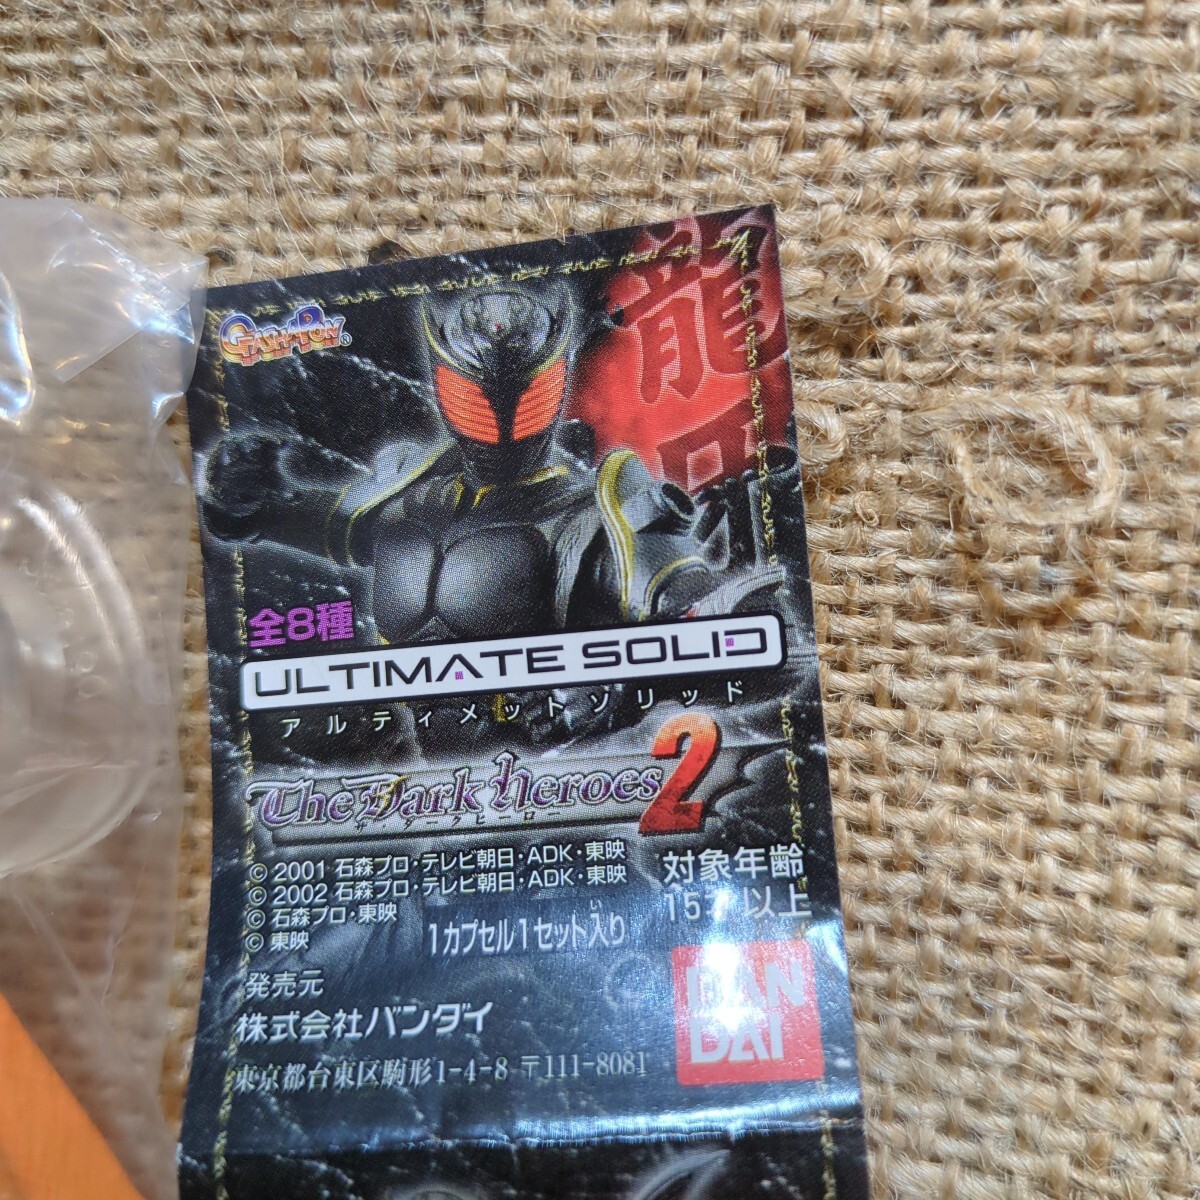 GASHAPON®
龍
全8種
ULTIMATE SOLID
アルティメットソリッド
The Dark heroes 2
ザ・ダークヒーロー
© 2001 石森プロ・テレビ朝日・ADK・東映
© 2002 石森プロ・テレビ朝日・ADK・東映
© 石森プロ・東映
© 東映
1カプセル1セット入り
対象年齢
15才以上
発売元
株式会社バンダイ
東京都台東区駒形1-4-8 〒111-8081
BAN
DAI